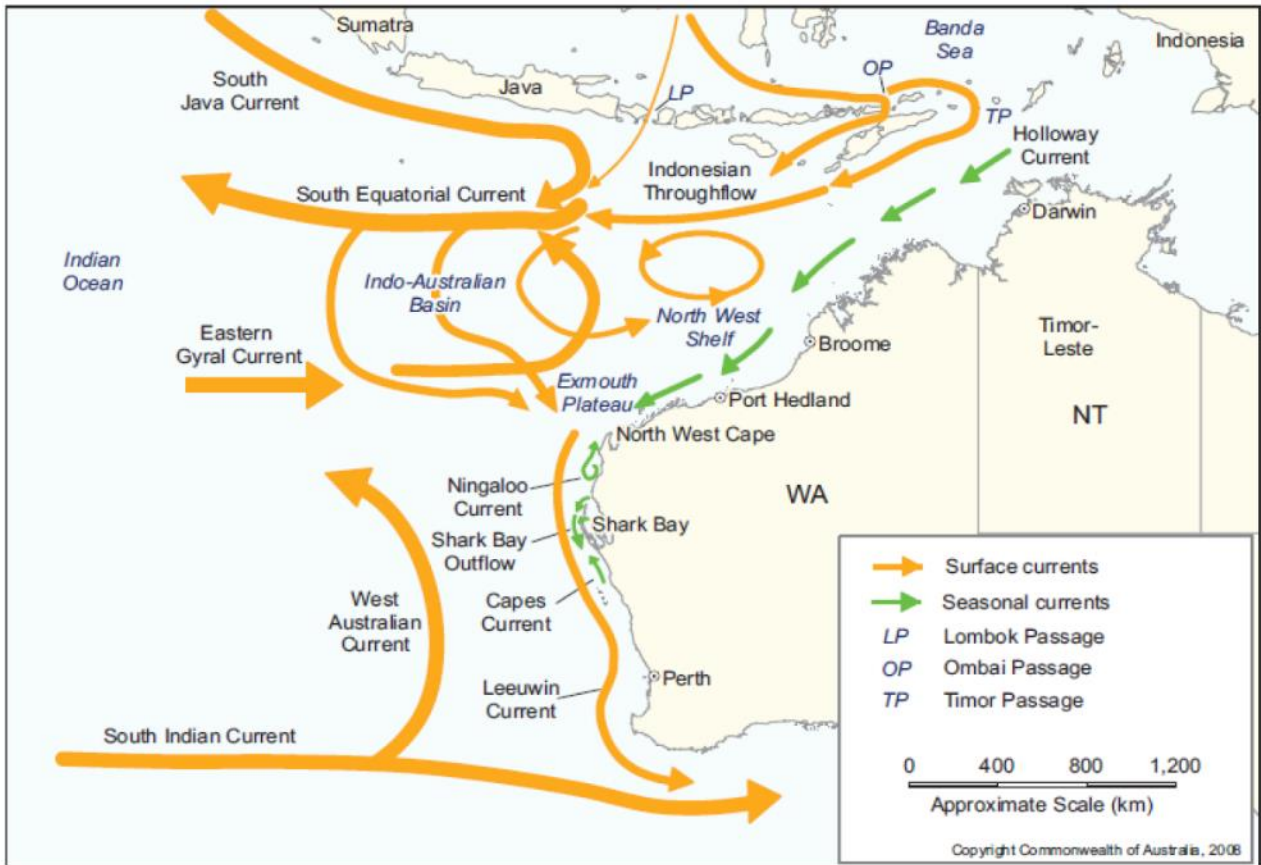 Sumatra
Banda
Sea
Indonesia
South
Java Current
Java
LP
OP
TP
Holloway
Current
Indonesian
Throughflow
South Equatorial Current
Darwin
Indian
Ocean
Indo-Australian
Basin
North West
Shelf
Eastern
Gyral Current
Broome
Timor-
Leste
Exmouth
Plateau
Port Hedland
NT
North West Cape
Ningaloo
Current
WA
Shark Bay
Shark Bay
Outflow
Capes
Current
West
Australian
Current
Leeuwin
Current
Perth
South Indian Current
Surface currents
Seasonal currents
LP Lombok Passage
OP Ombai Passage
TP Timor Passage
0 400 800 1,200
Approximate Scale (km)
Copyright Commonwealth of Australia, 2008